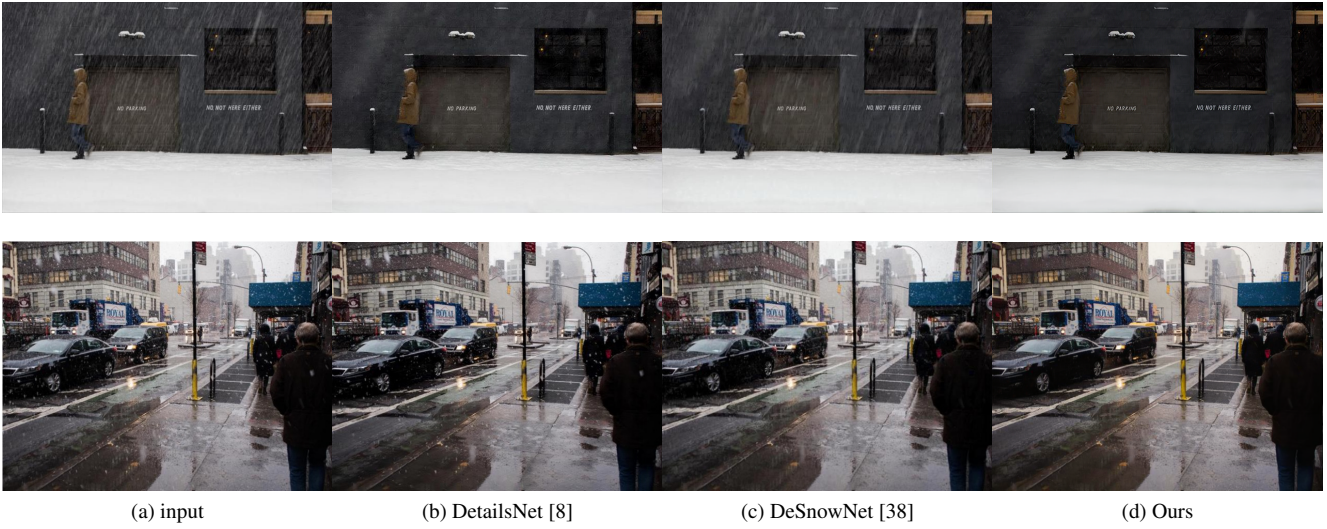 NO PARKING
NO, NOT HERE EITHER.
NO PARKING
NO, NOT HERE EITHER.
NO PARKING
NO, NOT HERE EITHER.
NO PARKING
NO, NOT HERE EITHER.
ROYAL
ROYAL
ROYAL
ROYAL
(a) input
(b) DetailsNet [8]
(c) DeSnowNet [38]
(d) Ours